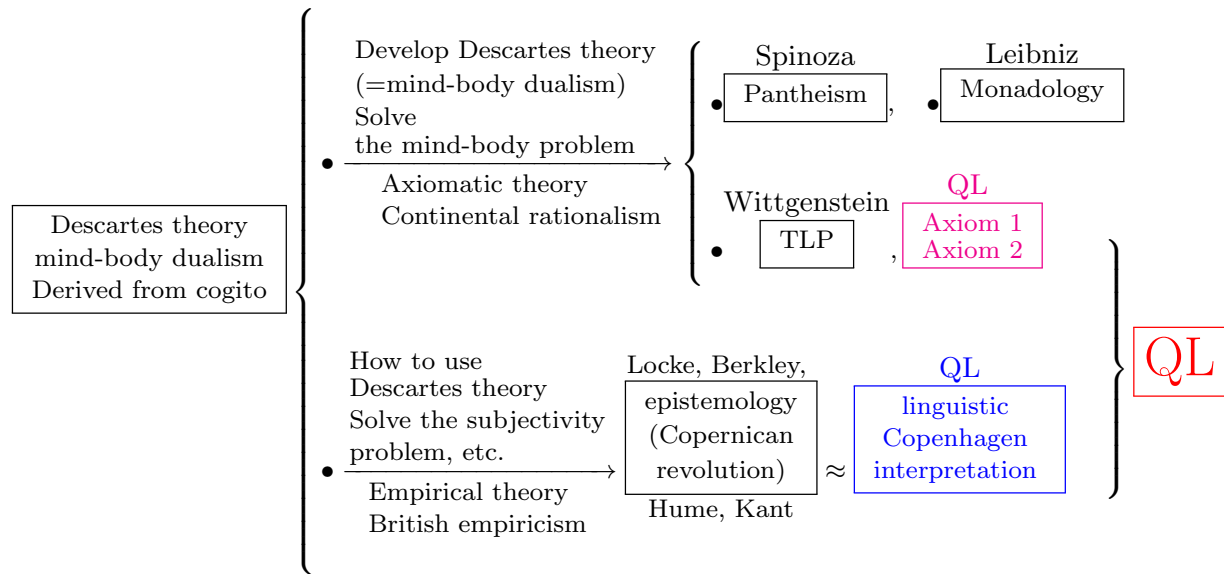 Descartes theory
mind-body dualism
Derived from cogito
Develop Descartes theory
(=mind-body dualism)
Solve
the mind-body problem
Axiomatic theory
Continental rationalism
Spinoza
• Pantheism ,
Leibniz
• Monadology
Wittgenstein
• TLP ,
QL
Axiom 1
Axiom 2
How to use
Descartes theory
Solve the subjectivity
problem, etc.
Empirical theory
British empiricism
Locke, Berkley,
epistemology
(Copernican
revolution)
Hume, Kant
≈
QL
linguistic
Copenhagen
interpretation
QL